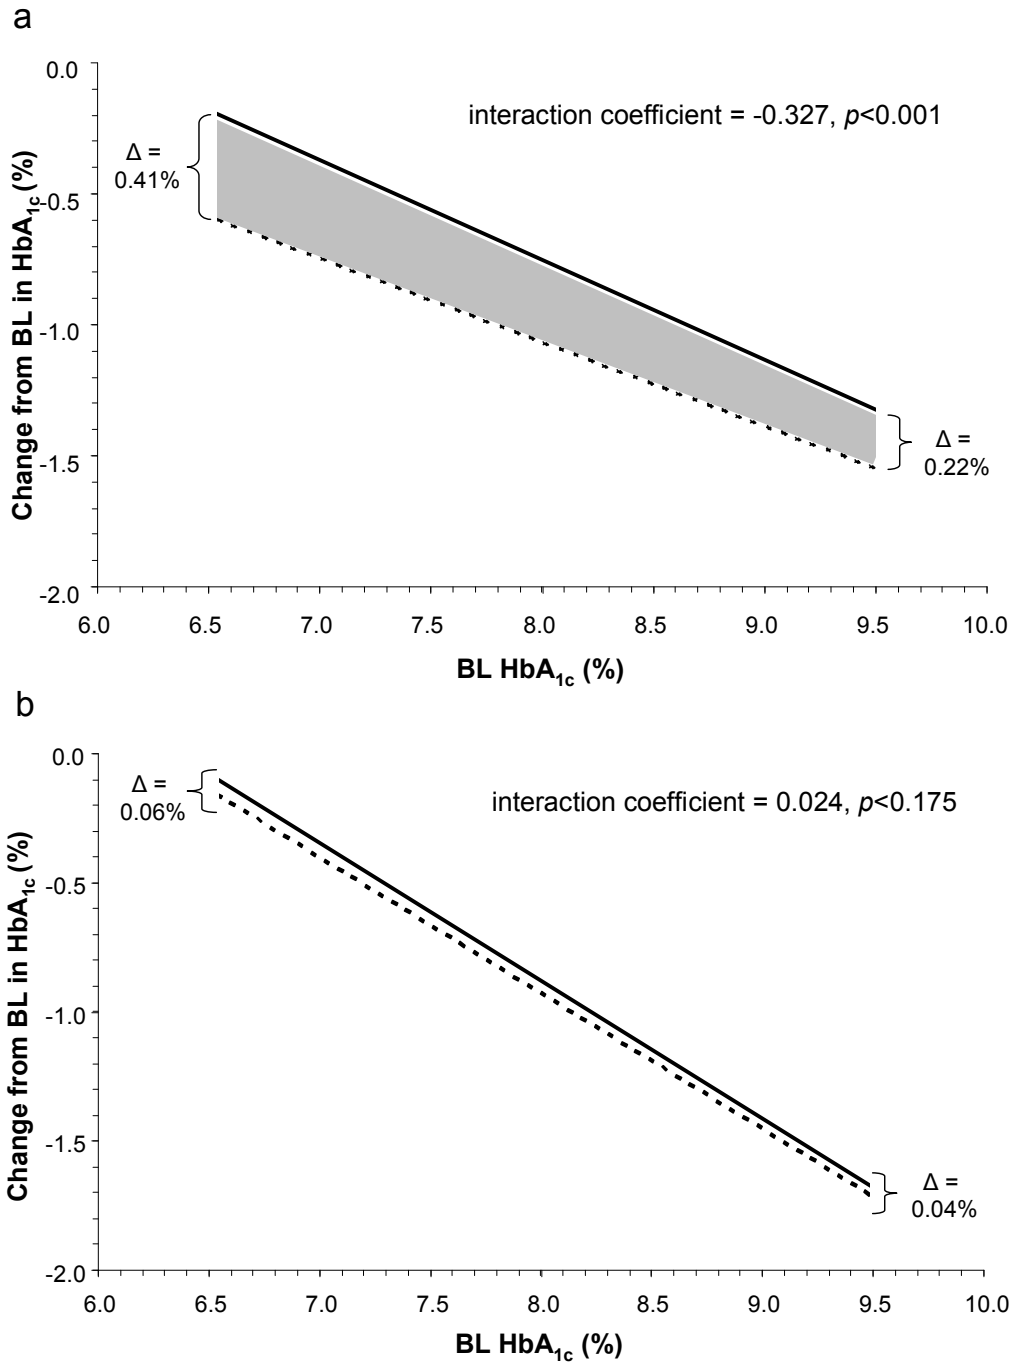 a
0.0
-0.5
-1.0
-1.5
-2.0
Change from BL in HbA1c (%)
interaction coefficient = -0.327, p<0.001
Δ =
0.41%
Δ =
0.22%
6.0 6.5 7.0 7.5 8.0 8.5 9.0 9.5 10.0
BL HbA1c (%)
b
0.0
-0.5
-1.0
-1.5
-2.0
Change from BL in HbA1c (%)
interaction coefficient = 0.024, p<0.175
Δ =
0.06%
Δ =
0.04%
6.0 6.5 7.0 7.5 8.0 8.5 9.0 9.5 10.0
BL HbA1c (%)